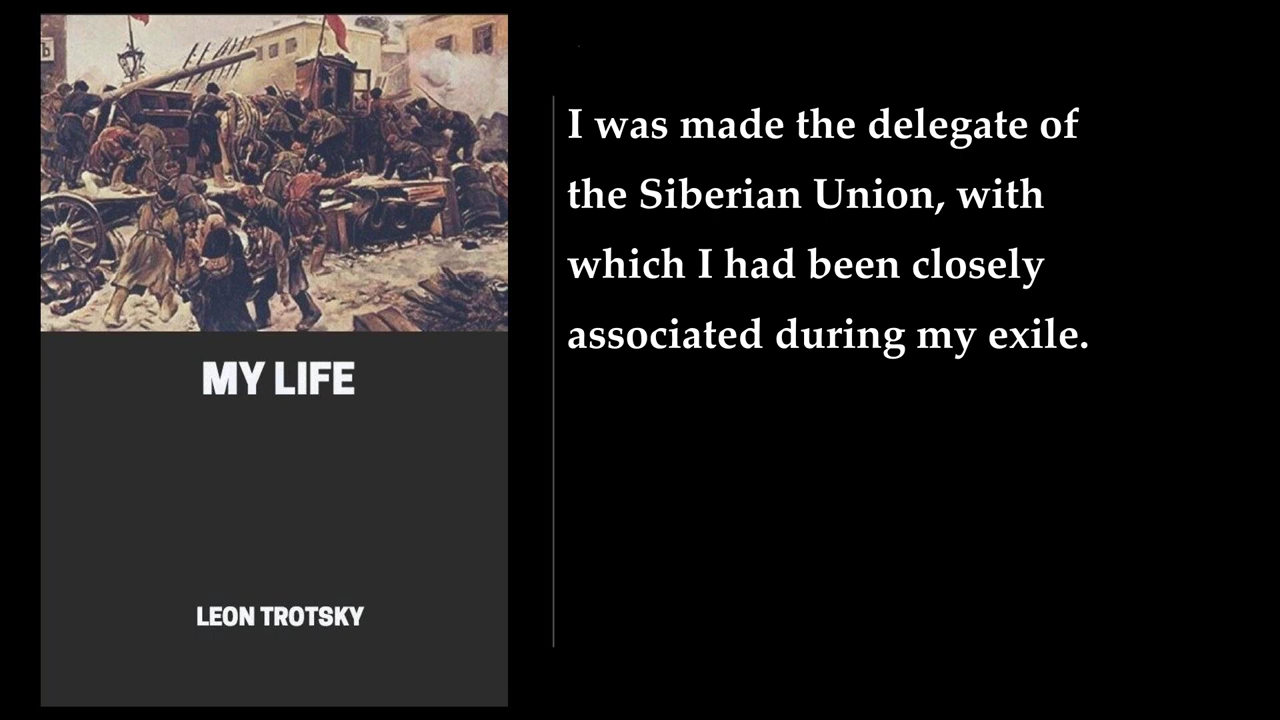 MY LIFE
LEON TROTSKY
I was made the delegate of
the Siberian Union, with
which I had been closely
associated during my exile.